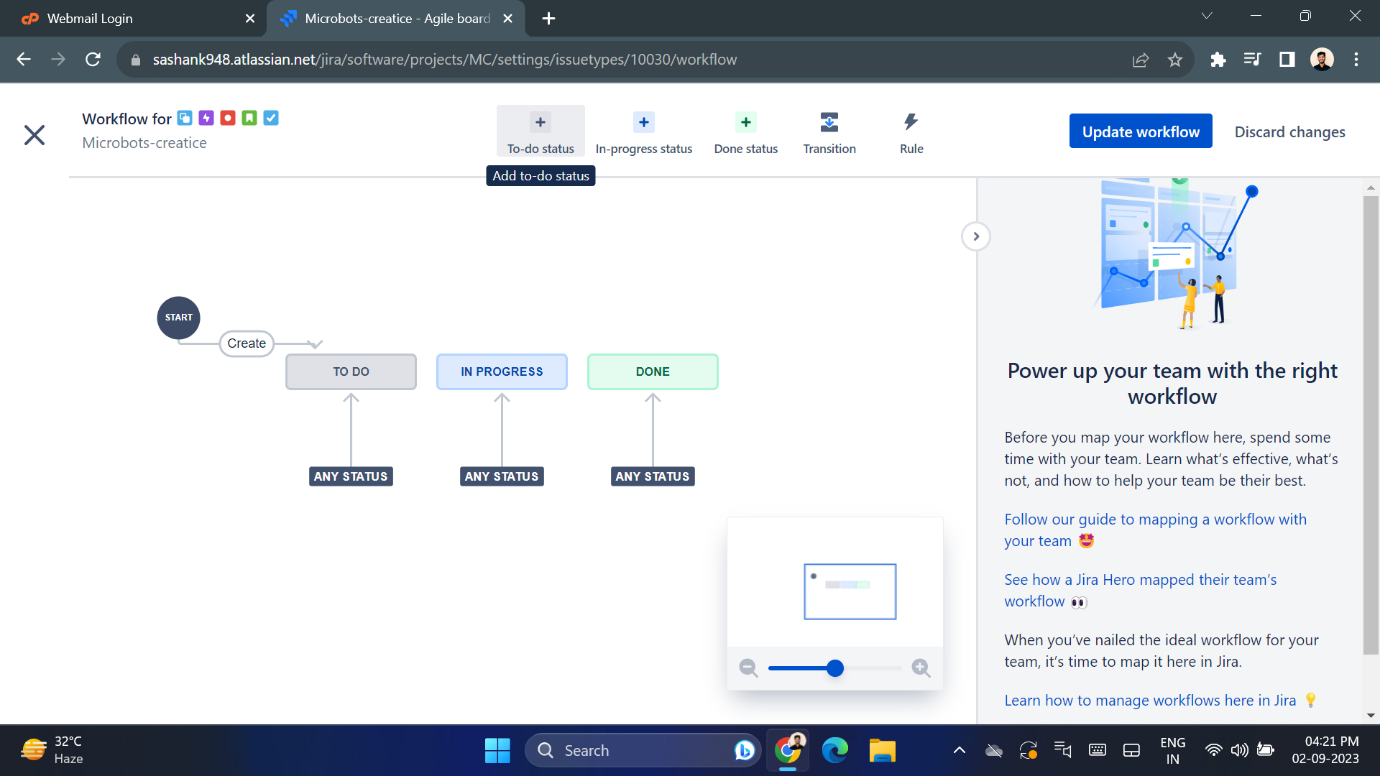 Webmail Login
Microbots-creatice - Agile board
sashank948.atlassian.net/jira/software/projects/MC/settings/issuetypes/10030/workflow
Workflow for
Microbots-creatice
To-do status
In-progress status
Done status
Transition
Rule
Update workflow
Discard changes
Add to-do status
START
Create
TO DO
IN PROGRESS
DONE
ANY STATUS
ANY STATUS
ANY STATUS
Power up your team with the right
workflow
Before you map your workflow here, spend some
time with your team. Learn what's effective, what's
not, and how to help your team be their best.
Follow our guide to mapping a workflow with
your team 🤩
See how a Jira Hero mapped their team's
workflow 👀
When you've nailed the ideal workflow for your
team, it's time to map it here in Jira.
Learn how to manage workflows here in Jira 💡
32°C
Haze
Search
ENG
IN
04:21 PM
02-09-2023